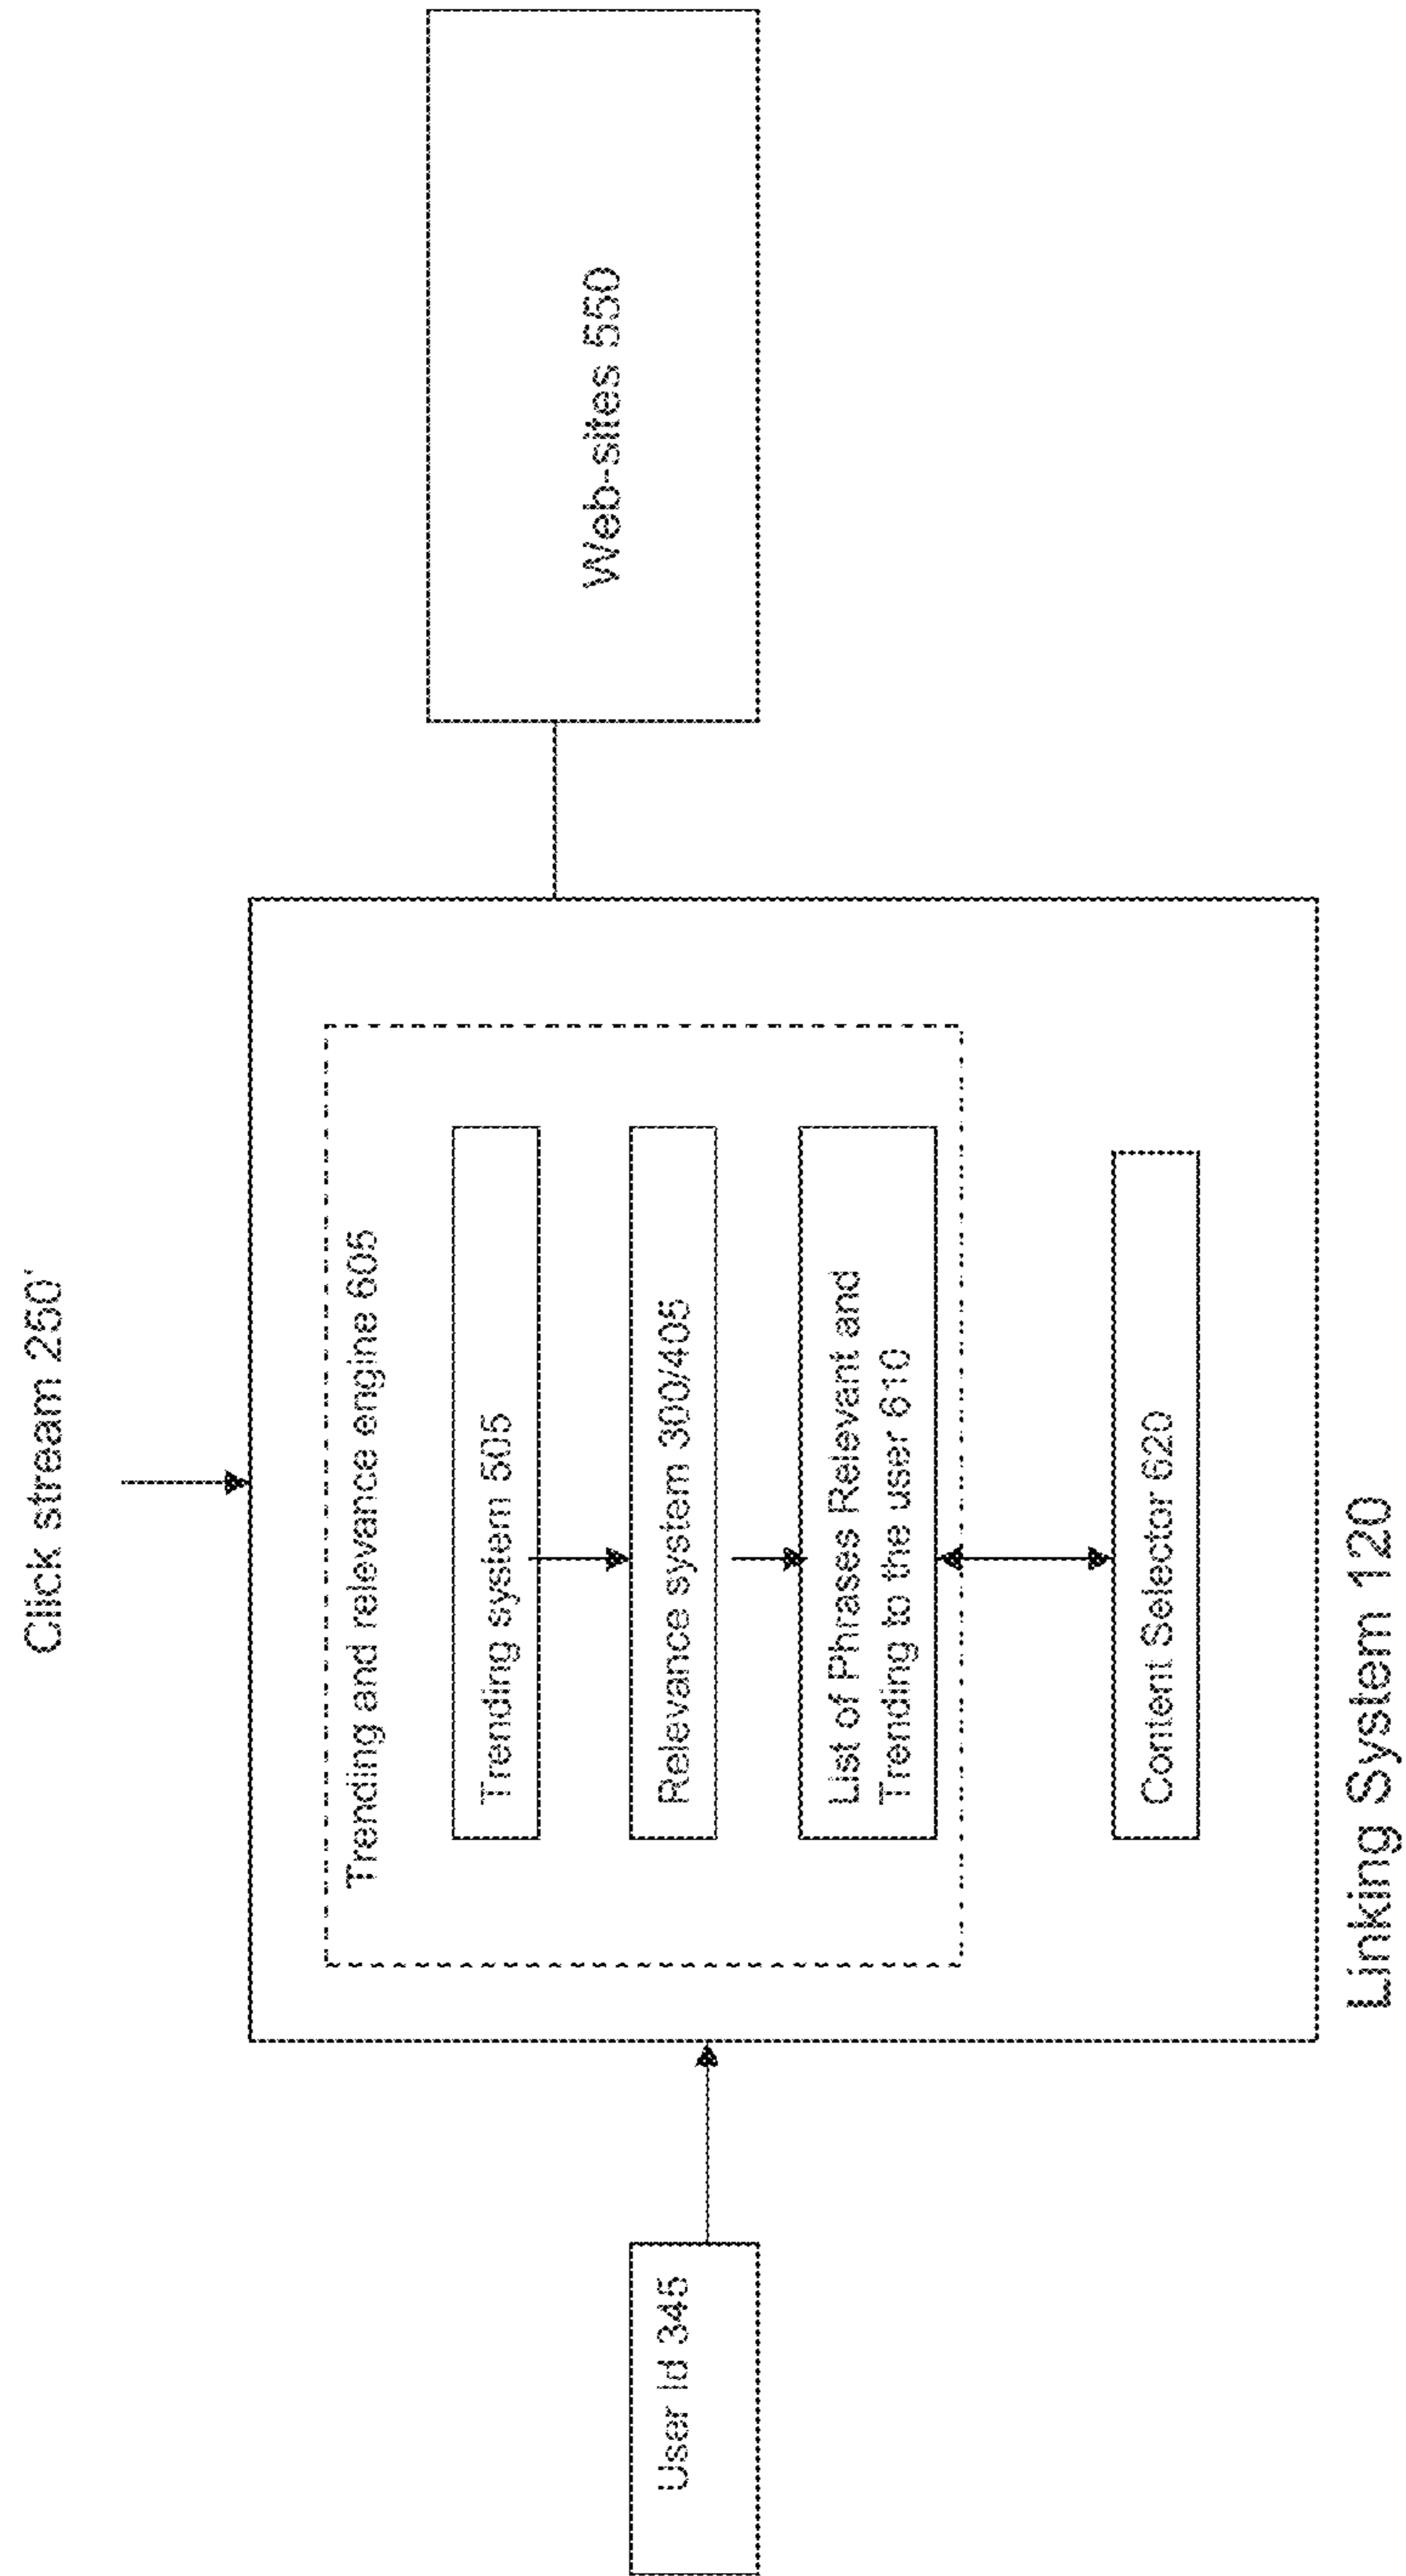 Click stream 250'
Trending and relevance engine 605
Trending system 505
Relevance system 300/405
List of Phrases Relevant and
Trending to the user 610
Content Selector 620
User Id 345
Web-sites 550
Linking System 120